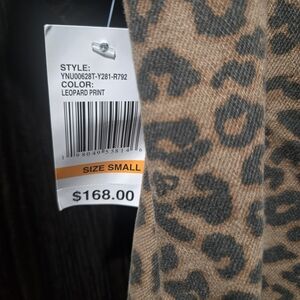 STYLE:
YNU00628T-Y281-R792
COLOR:
LEOPARD PRINT
SIZE SMALL
$168.00